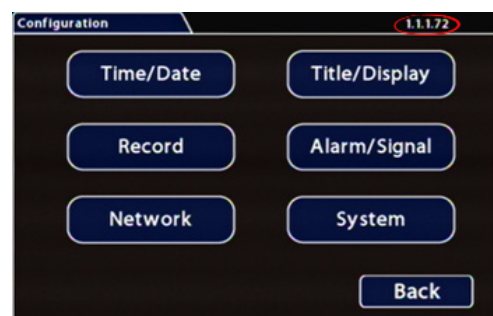 Configuration 1.1.1.72
Time/Date Title/Display
Record Alarm/Signal
Network System
Back